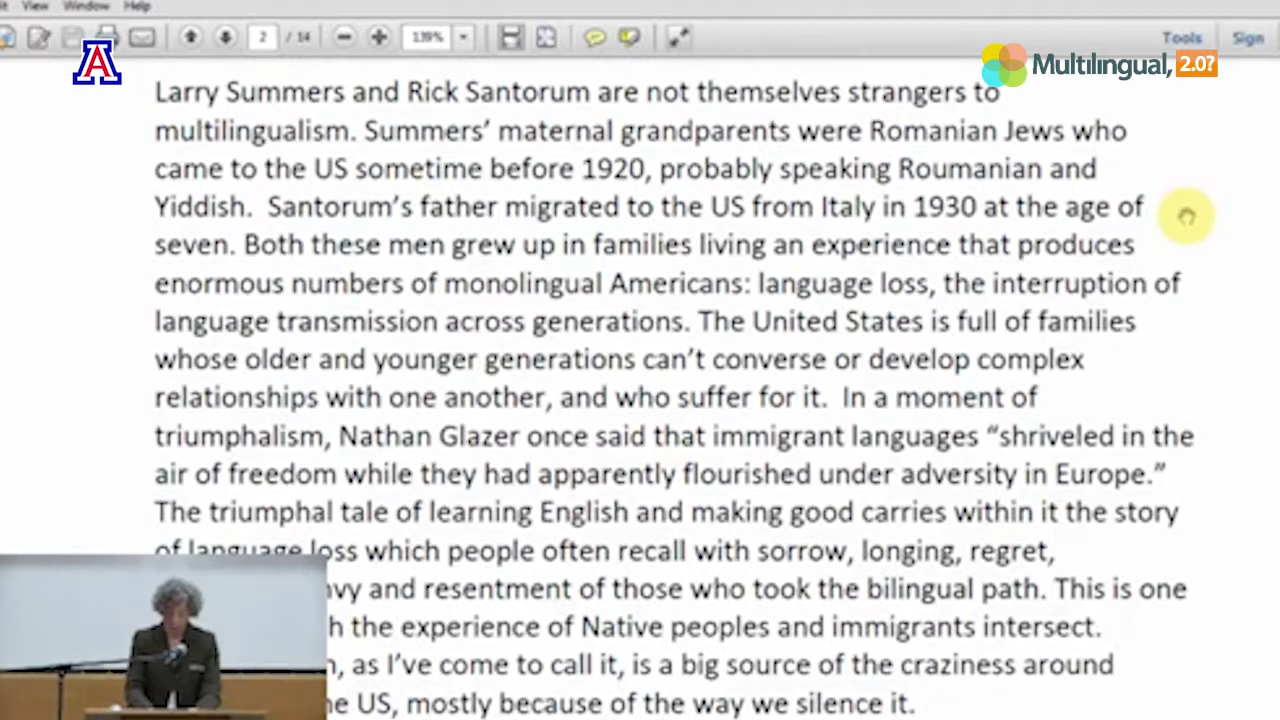 View Window Help
2 / 14
139%
Tools
Sign
A
Multilingual, 2.0?
Larry Summers and Rick Santorum are not themselves strangers to
multilingualism. Summers' maternal grandparents were Romanian Jews who
came to the US sometime before 1920, probably speaking Roumanian and
Yiddish.  Santorum's father migrated to the US from Italy in 1930 at the age of
seven. Both these men grew up in families living an experience that produces
enormous numbers of monolingual Americans: language loss, the interruption of
language transmission across generations. The United States is full of families
whose older and younger generations can't converse or develop complex
relationships with one another, and who suffer for it.  In a moment of
triumphalism, Nathan Glazer once said that immigrant languages "shriveled in the
air of freedom while they had apparently flourished under adversity in Europe."
The triumphal tale of learning English and making good carries within it the story
of language loss which people often recall with sorrow, longing, regret,
and resentment of those who took the bilingual path. This is one
the experience of Native peoples and immigrants intersect.
, as I've come to call it, is a big source of the craziness around
US, mostly because of the way we silence it.